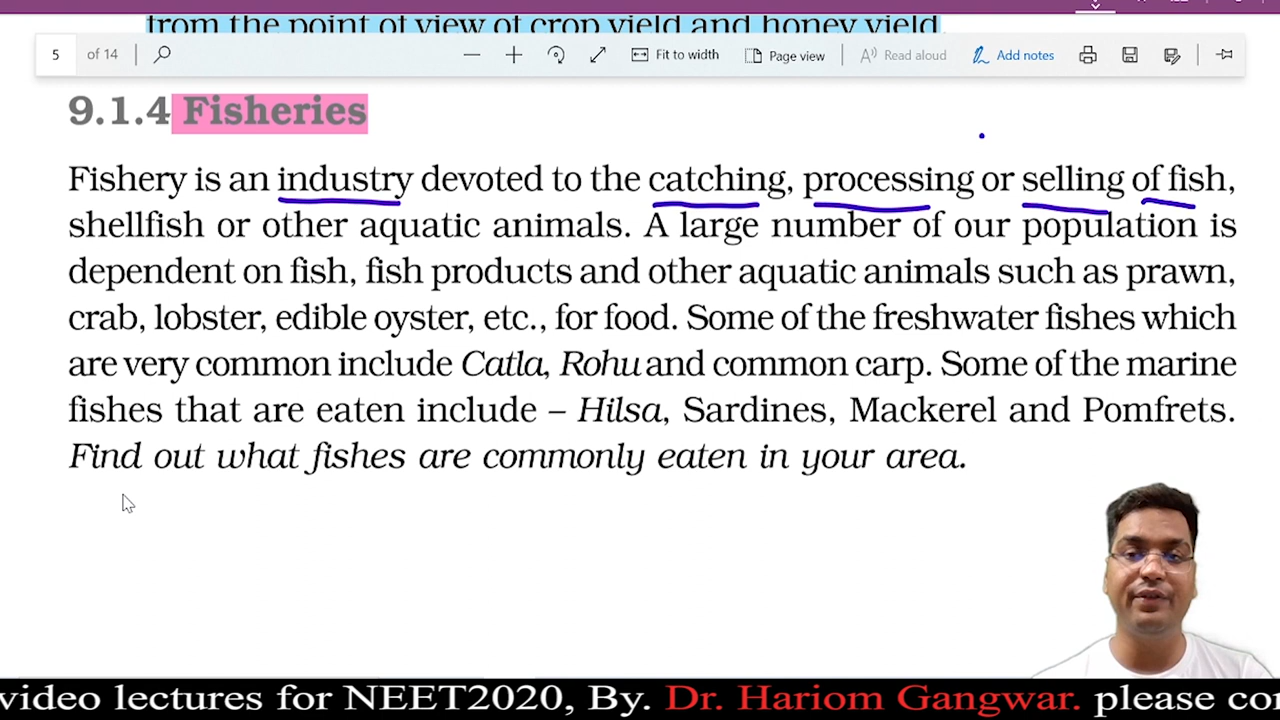 from the point of view of crop yield and honey yield
5 of 14 Fit to width Page view Read aloud Add notes
9.1.4 Fisheries
Fishery is an industry devoted to the catching, processing or selling of fish,
shellfish or other aquatic animals. A large number of our population is
dependent on fish, fish products and other aquatic animals such as prawn,
crab, lobster, edible oyster, etc., for food. Some of the freshwater fishes which
are very common include Catla, Rohu and common carp. Some of the marine
fishes that are eaten include – Hilsa, Sardines, Mackerel and Pomfrets.
Find out what fishes are commonly eaten in your area.
video lectures for NEET2020, By. Dr. Hariom Gangwar. please